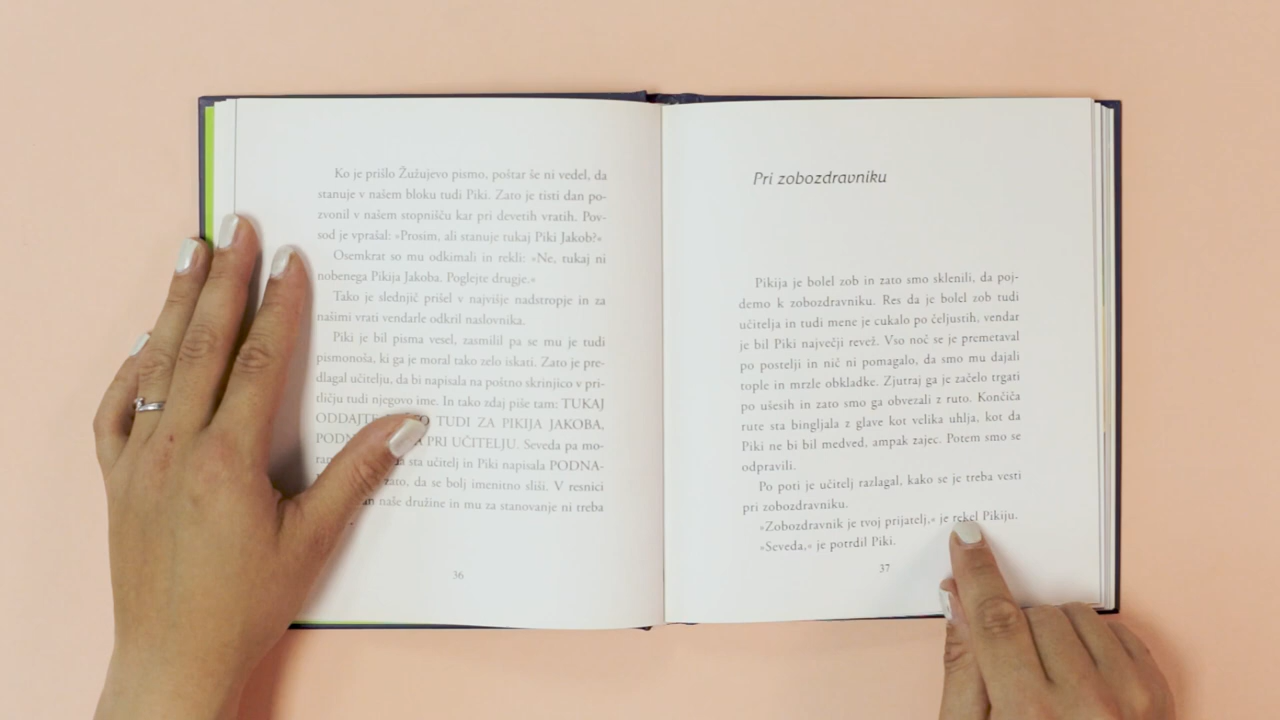 Ko je prišlo Žužujevo pismo, poštar še ni vedel, da
stanuje v našem bloku tudi Piki. Zato je tisti dan po-
zvonil v našem stopnišču kar pri devetih vratih. Pov-
sod je vprašal: »Prosim, ali stanuje tukaj Piki Jakob?«
Osemkrat so mu odkimali in rekli: »Ne, tukaj ni
nobenega Pikija Jakoba. Poglejte drugje.«
Tako je slednjič prišel v najvišje nadstropje in za
našimi vrati vendarle odkril naslovnika.
Piki je bil pisma vesel, zasmilil pa se mu je tudi
pismonoša, ki ga je moral tako zelo iskati. Zato je pre-
dlagal učitelju, da bi napisala na poštno skrinjico v pri-
tličju tudi njegovo ime. In tako zdaj piše tam: TUKAJ
ODDAJTE TUDI ZA PIKIJA JAKOBA,
PRI UČITELJU. Seveda pa mo-
sta učitelj in Piki napisala PODNA-
zato, da se bolj imenitno sliši. V resnici
naše družine in mu za stanovanje ni treba
36
Pri zobozdravniku
Pikija je bolel zob in zato smo sklenili, da poj-
demo k zobozdravniku. Res da je bolel zob tudi
učitelja in tudi mene je cukalo po čeljustih, vendar
je bil Piki največji revež. Vso noč se je premetaval
po postelji in nič ni pomagalo, da smo mu dajali
tople in mrzle obkladke. Zjutraj ga je začelo trgati
po ušesih in zato smo ga obvezali z ruto. Končiča
rute sta bingljala z glave kot velika uhlja, kot da
Piki ne bi bil medved, ampak zajec. Potem smo se
odpravili.
Po poti je učitelj razlagal, kako se je treba vesti
pri zobozdravniku.
»Zobozdravnik je tvoj prijatelj,« je rekel Pikiju.
»Seveda,« je potrdil Piki.
37